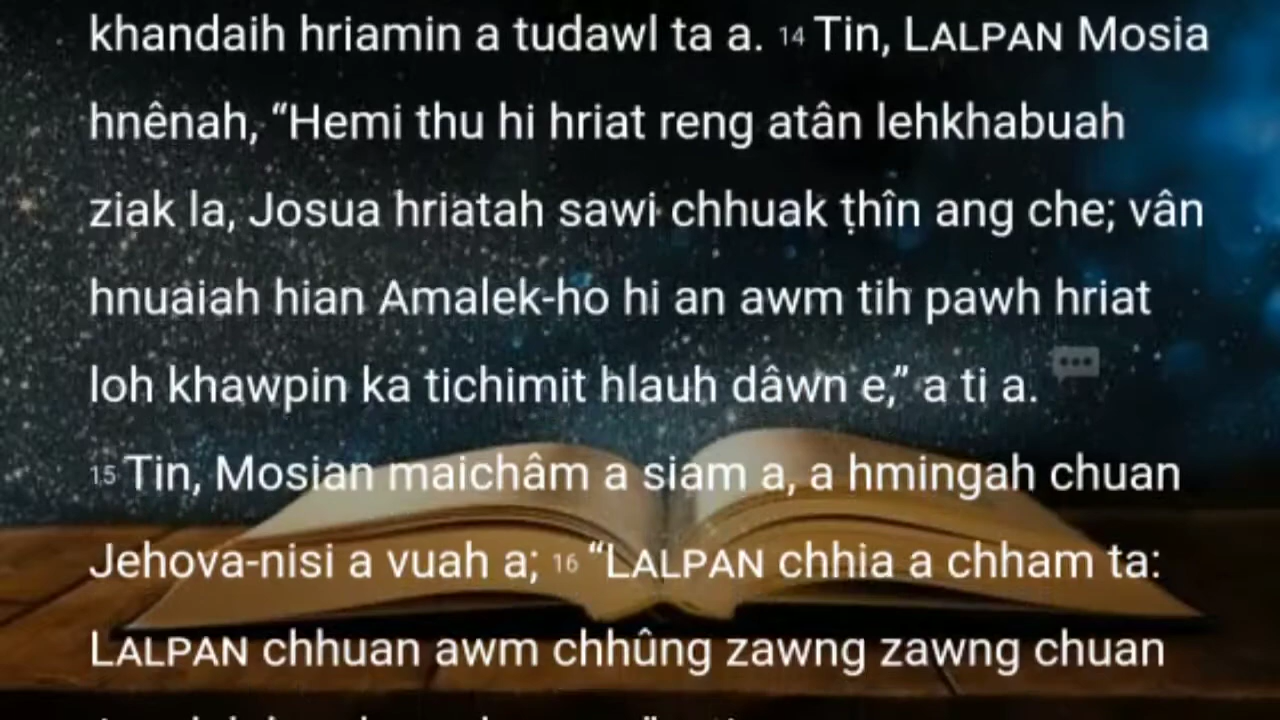 khandaih hriamin a tudawl ta a. 14 Tin, LALPAN Mosia
hnênah, “Hemi thu hi hriat reng atân lehkhabuah
ziak la, Josua hriatah sawi chhuak ṭhîn ang che; vân
hnuaiah hian Amalek-ho hi an awm tih pawh hriat
loh khawpin ka tichimit hlauh dâwn e,” a ti a.
15 Tin, Mosian maichâm a siam a, a hmingah chuan
Jehova-nisi a vuah a; 16 “LALPAN chhia a chham ta:
LALPAN chhuan awm chhûng zawng zawng chuan